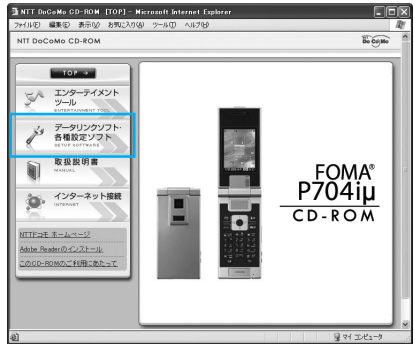 NTT DoCoMo CD-ROM [TOP] - Microsoft Internet Explorer
ファイル(F) 編集(E) 表示(V) お気に入り(A) ツール(T) ヘルプ(H)
NTT DoCoMo CD-ROM
DoCoMo
TOP
エンターテイメント
ツール
ENTERTAINMENT TOOL
データリンクソフト・
各種設定ソフト
SETUP SOFTWARE
取扱説明書
MANUAL
インターネット接続
INTERNET
NTTドコモ ホームページ
Adobe Readerのインストール
このCD-ROMのご利用にあたって
FOMA®
P704iμ
CD-ROM
マイ コンピュータ